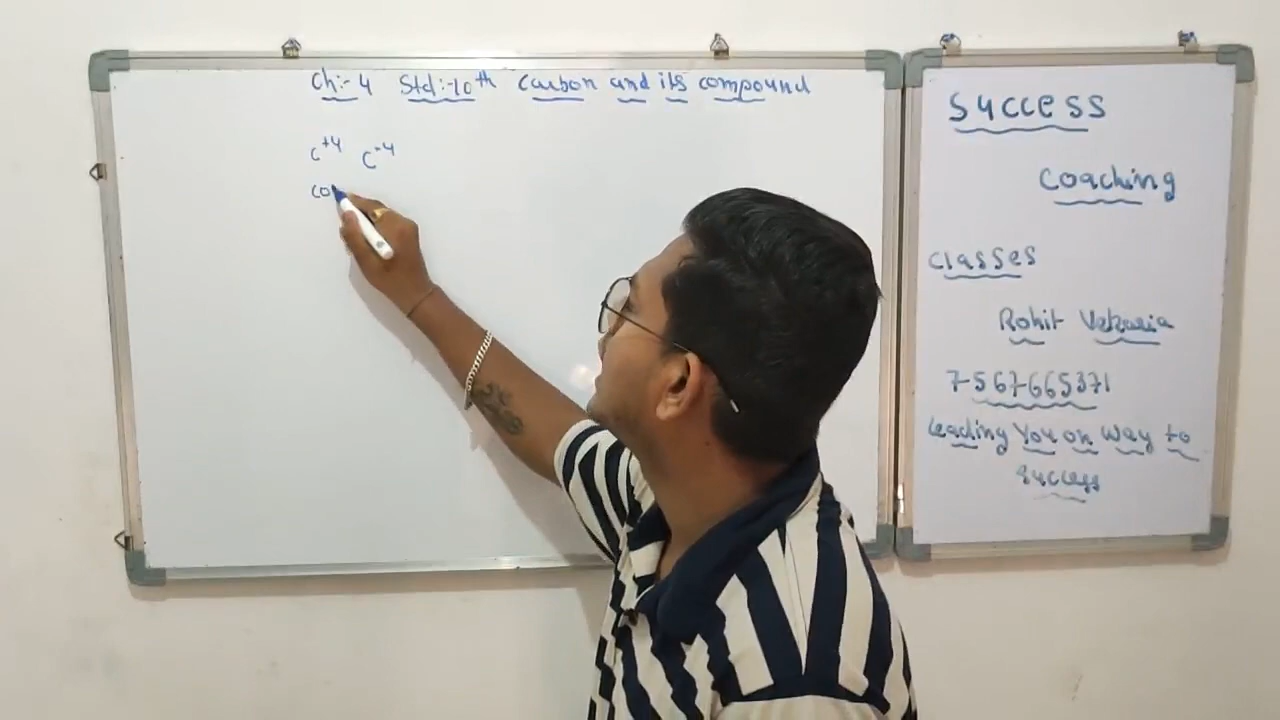 Ch:- 4 Std:-10th Carbon and its compound
C+4 C-4
Co
Success
Coaching
Classes
Rohit Vekaria
7567665371
Leading You on Way to
Success